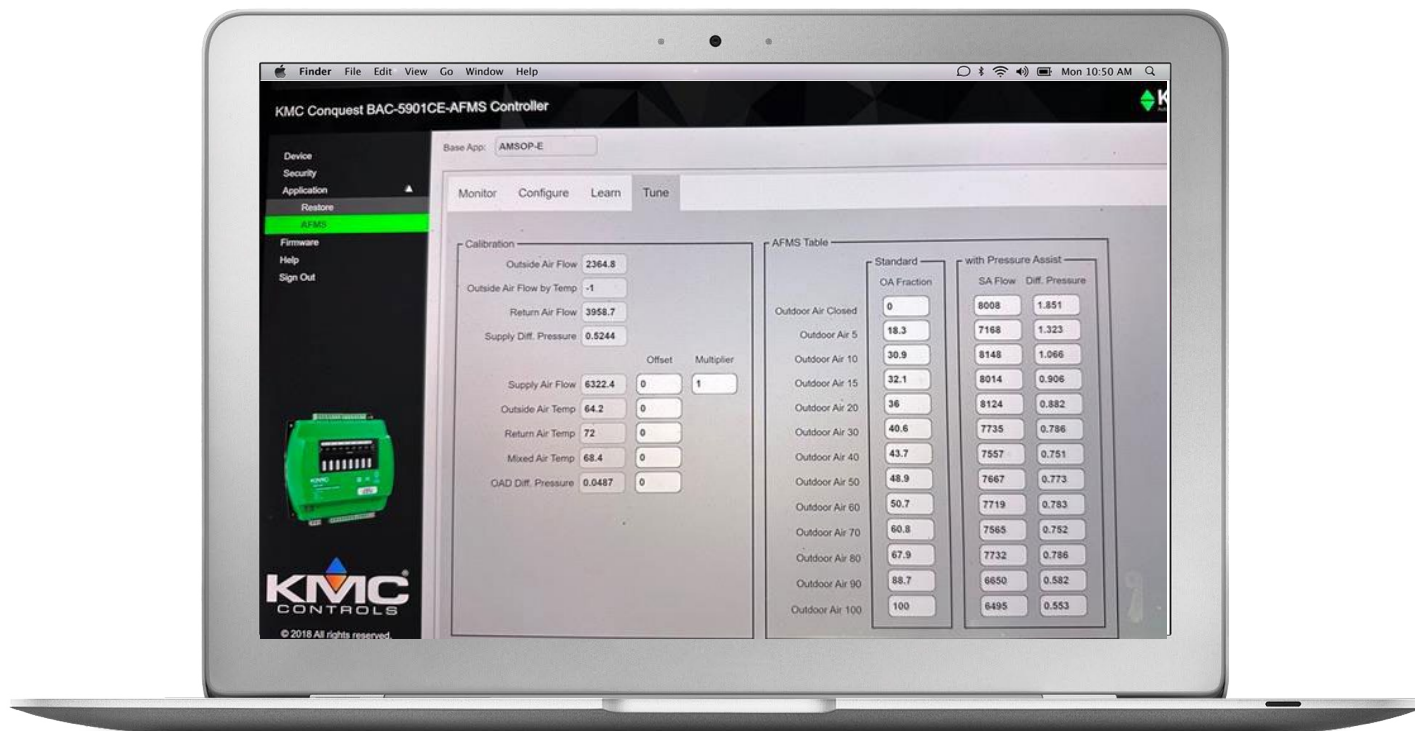 Finder File Edit View Go Window Help Mon 10:50 AM
KMC Conquest BAC-5901CE-AFMS Controller
Base App: AMSOP-E
Device
Security
Application
Restore
AFMS
Firmware
Help
Sign Out
Monitor Configure Learn Tune
Calibration
Outside Air Flow 2364.8
Outside Air Flow by Temp -1
Return Air Flow 3958.7
Supply Diff. Pressure 0.5244
Offset Multiplier
Supply Air Flow 6322.4 0 1
Outside Air Temp 64.2 0
Return Air Temp 72 0
Mixed Air Temp 68.4 0
OAD Diff. Pressure 0.0487 0
AFMS Table
Standard with Pressure Assist
OA Fraction SA Flow Diff. Pressure
Outdoor Air Closed 0 8008 1.851
Outdoor Air 5 18.3 7168 1.323
Outdoor Air 10 30.9 8148 1.066
Outdoor Air 15 32.1 8014 0.906
Outdoor Air 20 36 8124 0.882
Outdoor Air 30 40.6 7735 0.786
Outdoor Air 40 43.7 7557 0.751
Outdoor Air 50 48.9 7667 0.773
Outdoor Air 60 50.7 7719 0.783
Outdoor Air 70 60.8 7565 0.752
Outdoor Air 80 67.9 7732 0.786
Outdoor Air 90 88.7 6650 0.582
Outdoor Air 100 100 6495 0.553
KMC
CONTROLS
© 2018 All rights reserved.